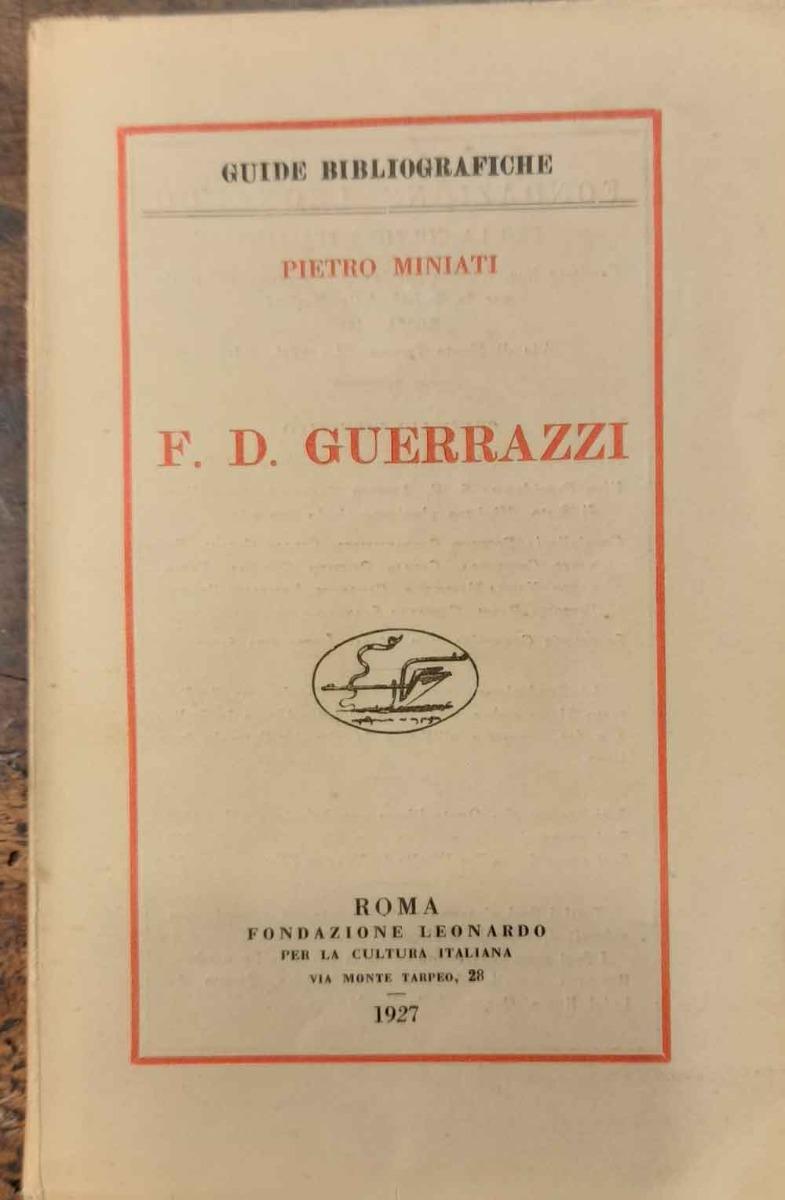 GUIDE BIBLIOGRAFICHE
PIETRO MINIATI
F. D. GUERRAZZI
ROMA
FONDAZIONE LEONARDO
PER LA CULTURA ITALIANA
VIA MONTE TARPEO, 28
1927